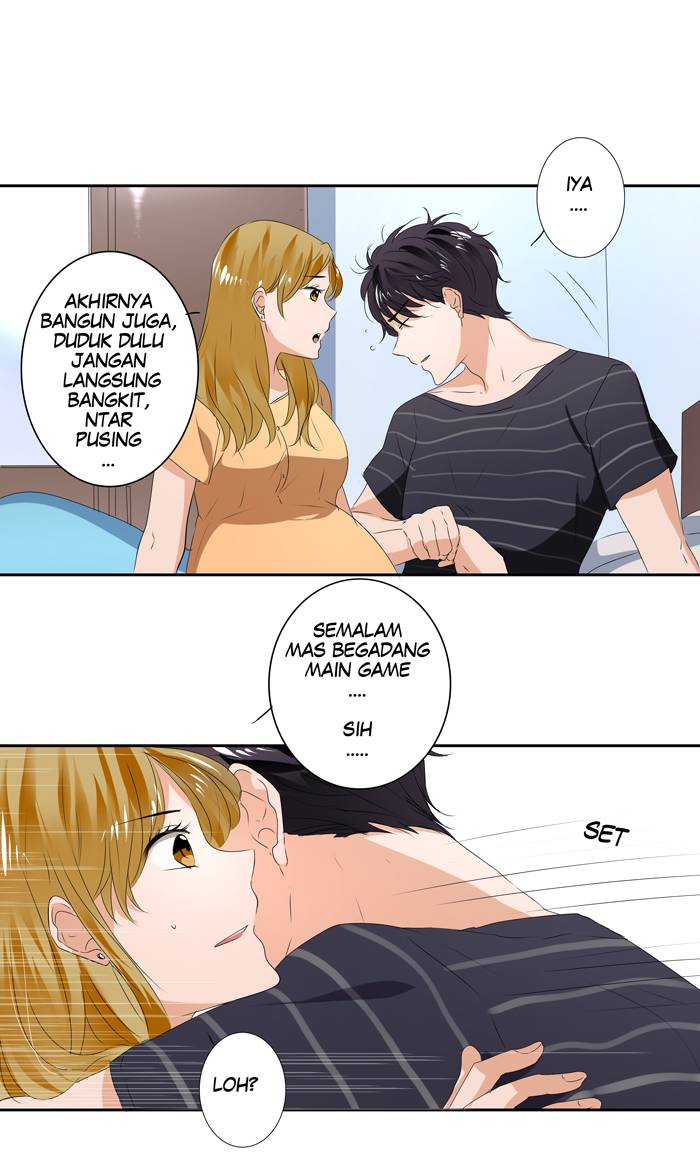 IYA
....
AKHIRNYA
BANGUN JUGA,
DUDUK DULU
JANGAN
LANGSUNG
BANGKIT,
NTAR
PUSING
...
SEMALAM
MAS BEGADANG
MAIN GAME
....
SIH
.....
SET
LOH?